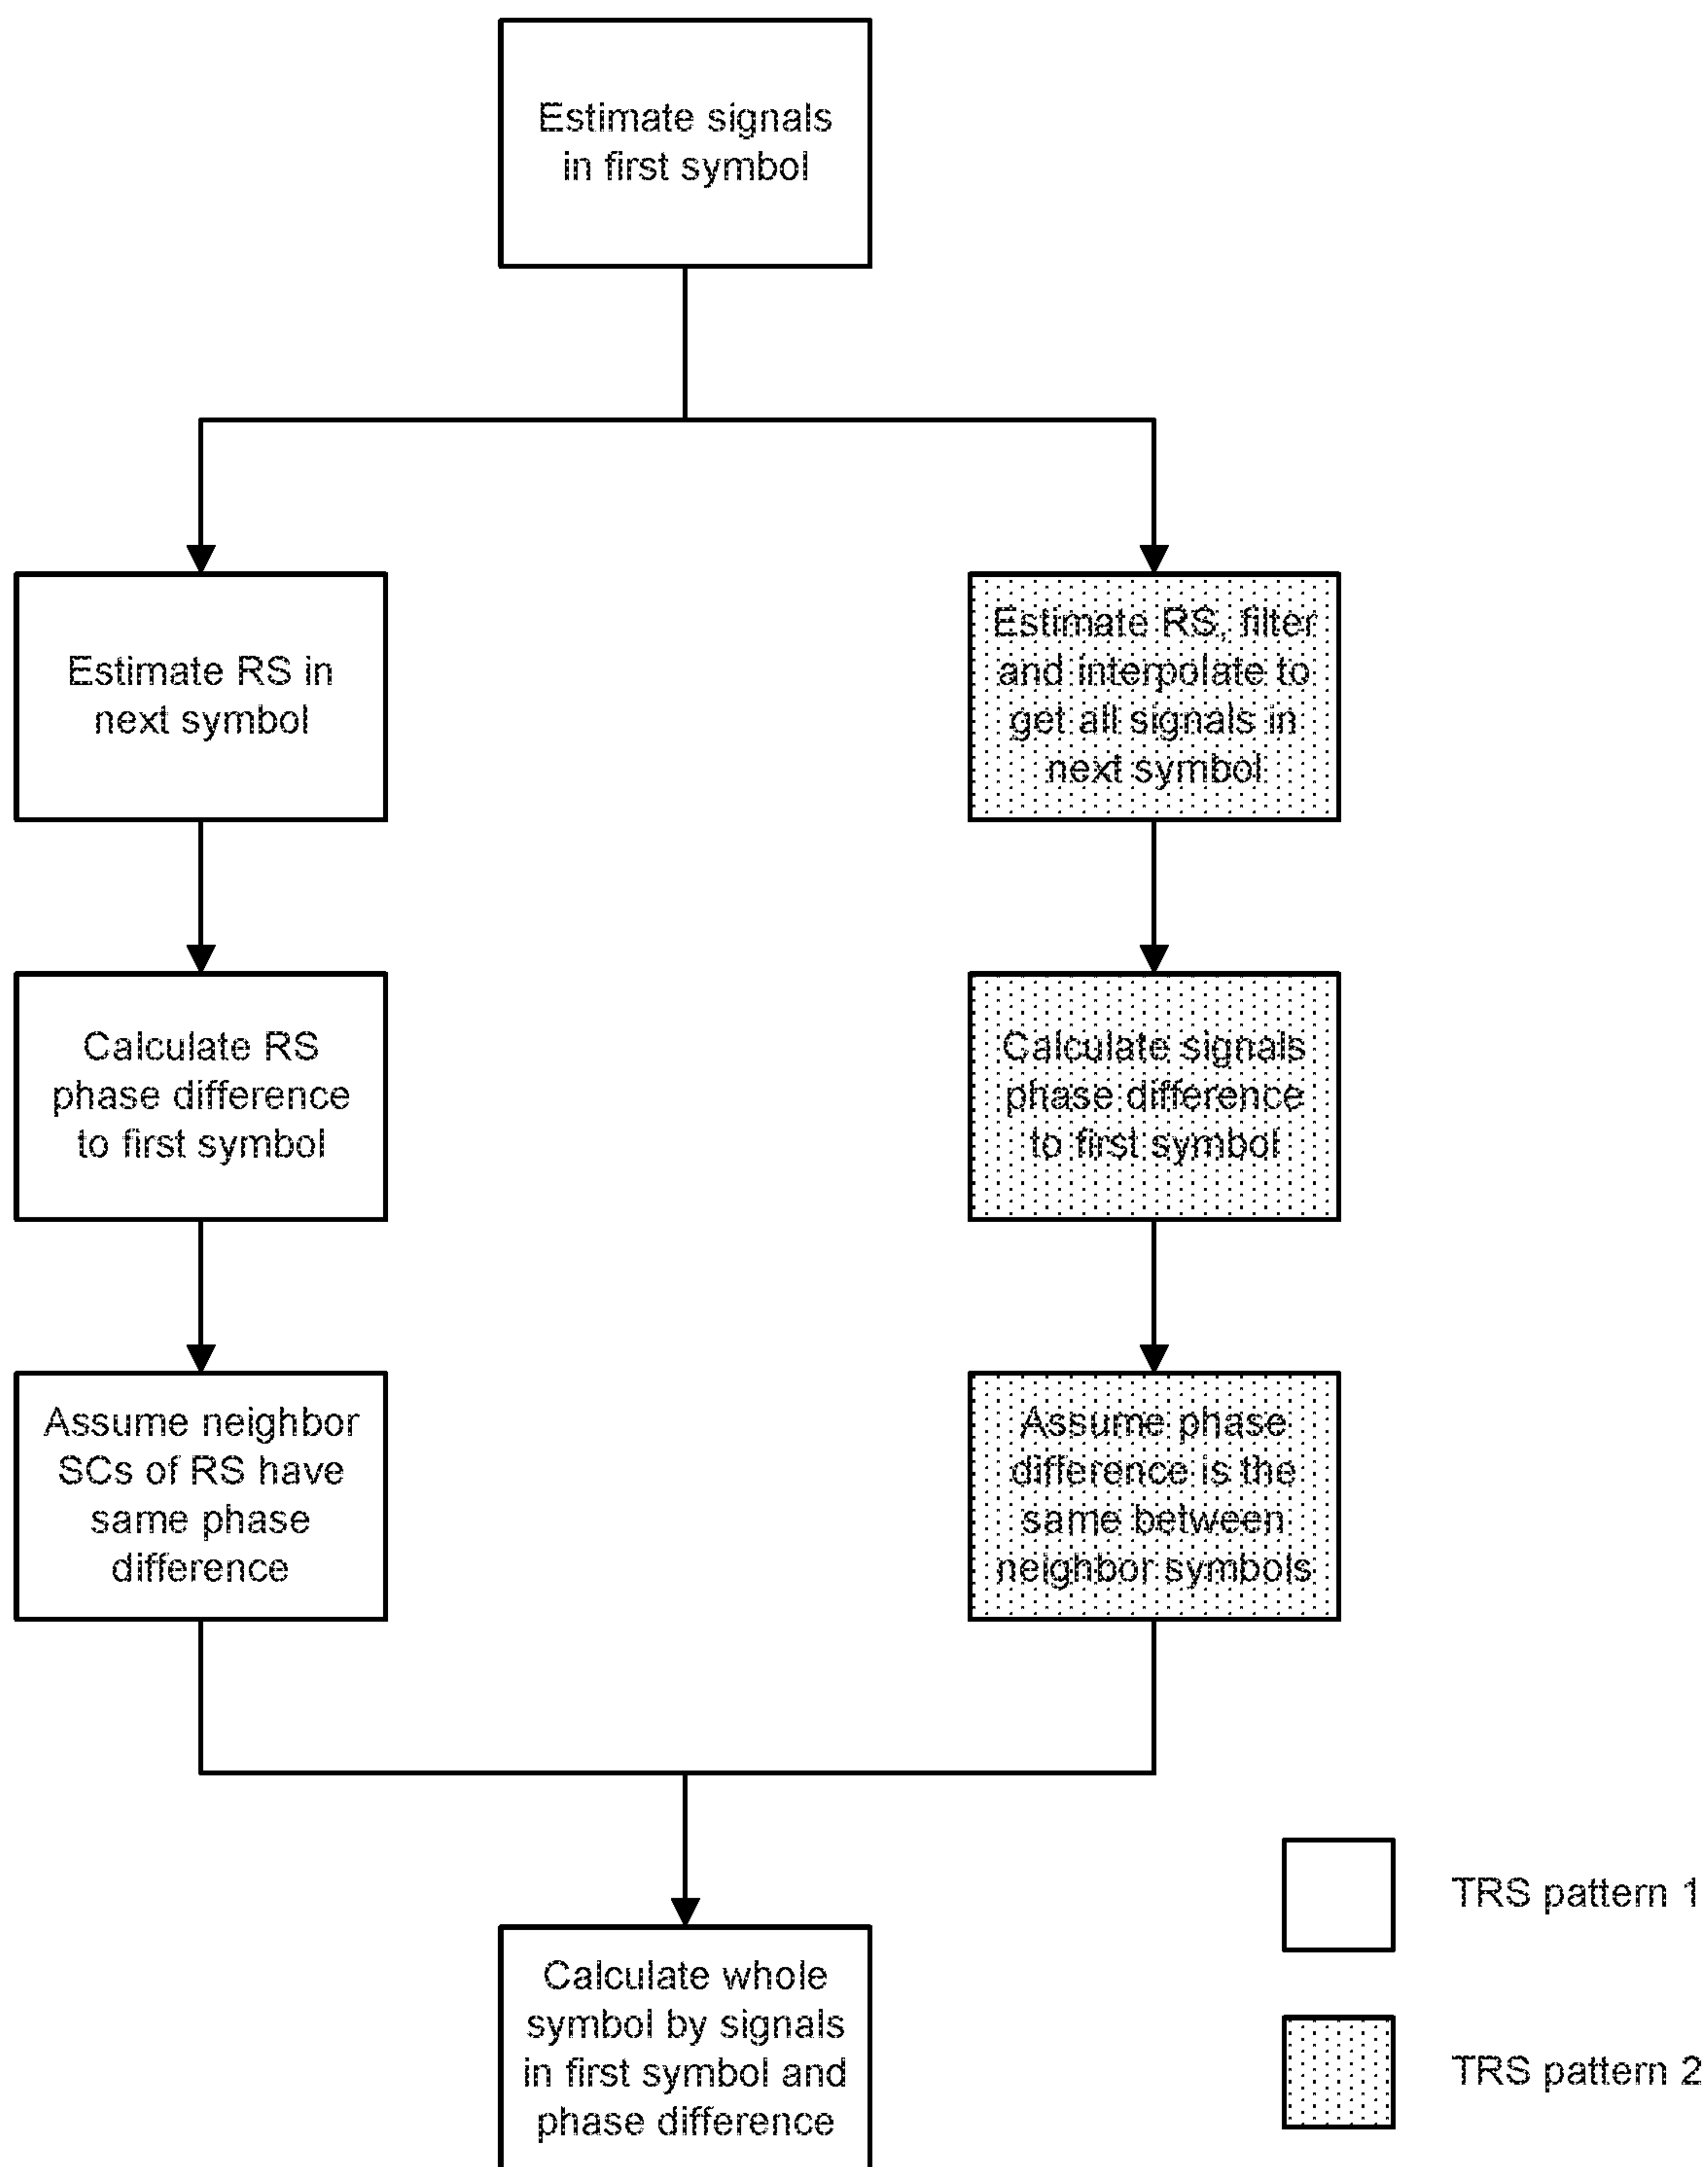 Estimate signals
in first symbol
Estimate RS in
next symbol
Estimate RS, filter
and interpolate to
get all signals in
next symbol
Calculate RS
phase difference
to first symbol
Calculate signals
phase difference
to first symbol
Assume neighbor
SCs of RS have
same phase
difference
Assume phase
difference is the
same between
neighbor symbols
Calculate whole
symbol by signals
in first symbol and
phase difference
TRS pattern 1
TRS pattern 2